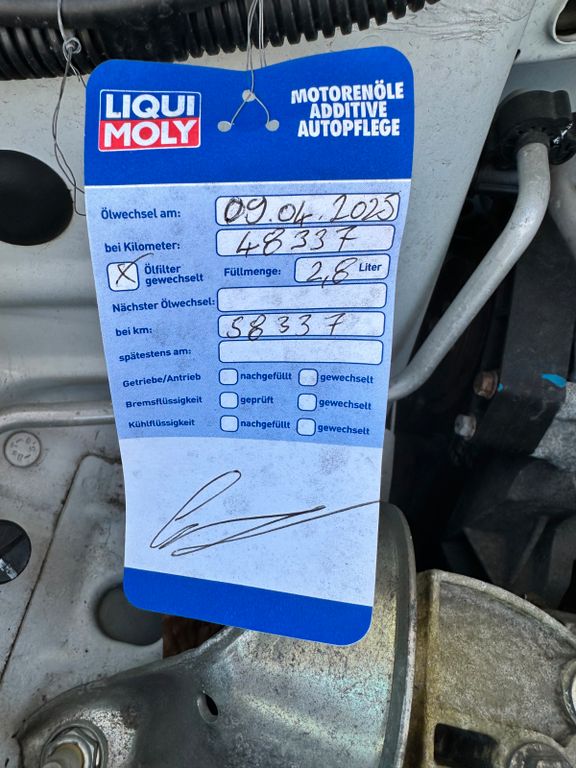 LIQUI
MOLY
MOTORENÖLE
ADDITIVE
AUTOPFLEGE
Ölwechsel am: 09.04.2025
bei Kilometer: 48337
X Ölfilter gewechselt Füllmenge: 2,8 Liter
Nächster Ölwechsel:
bei km: 58337
spätestens am:
Getriebe/Antrieb nachgefüllt gewechselt
Bremsflüssigkeit geprüft gewechselt
Kühlflüssigkeit nachgefüllt gewechselt